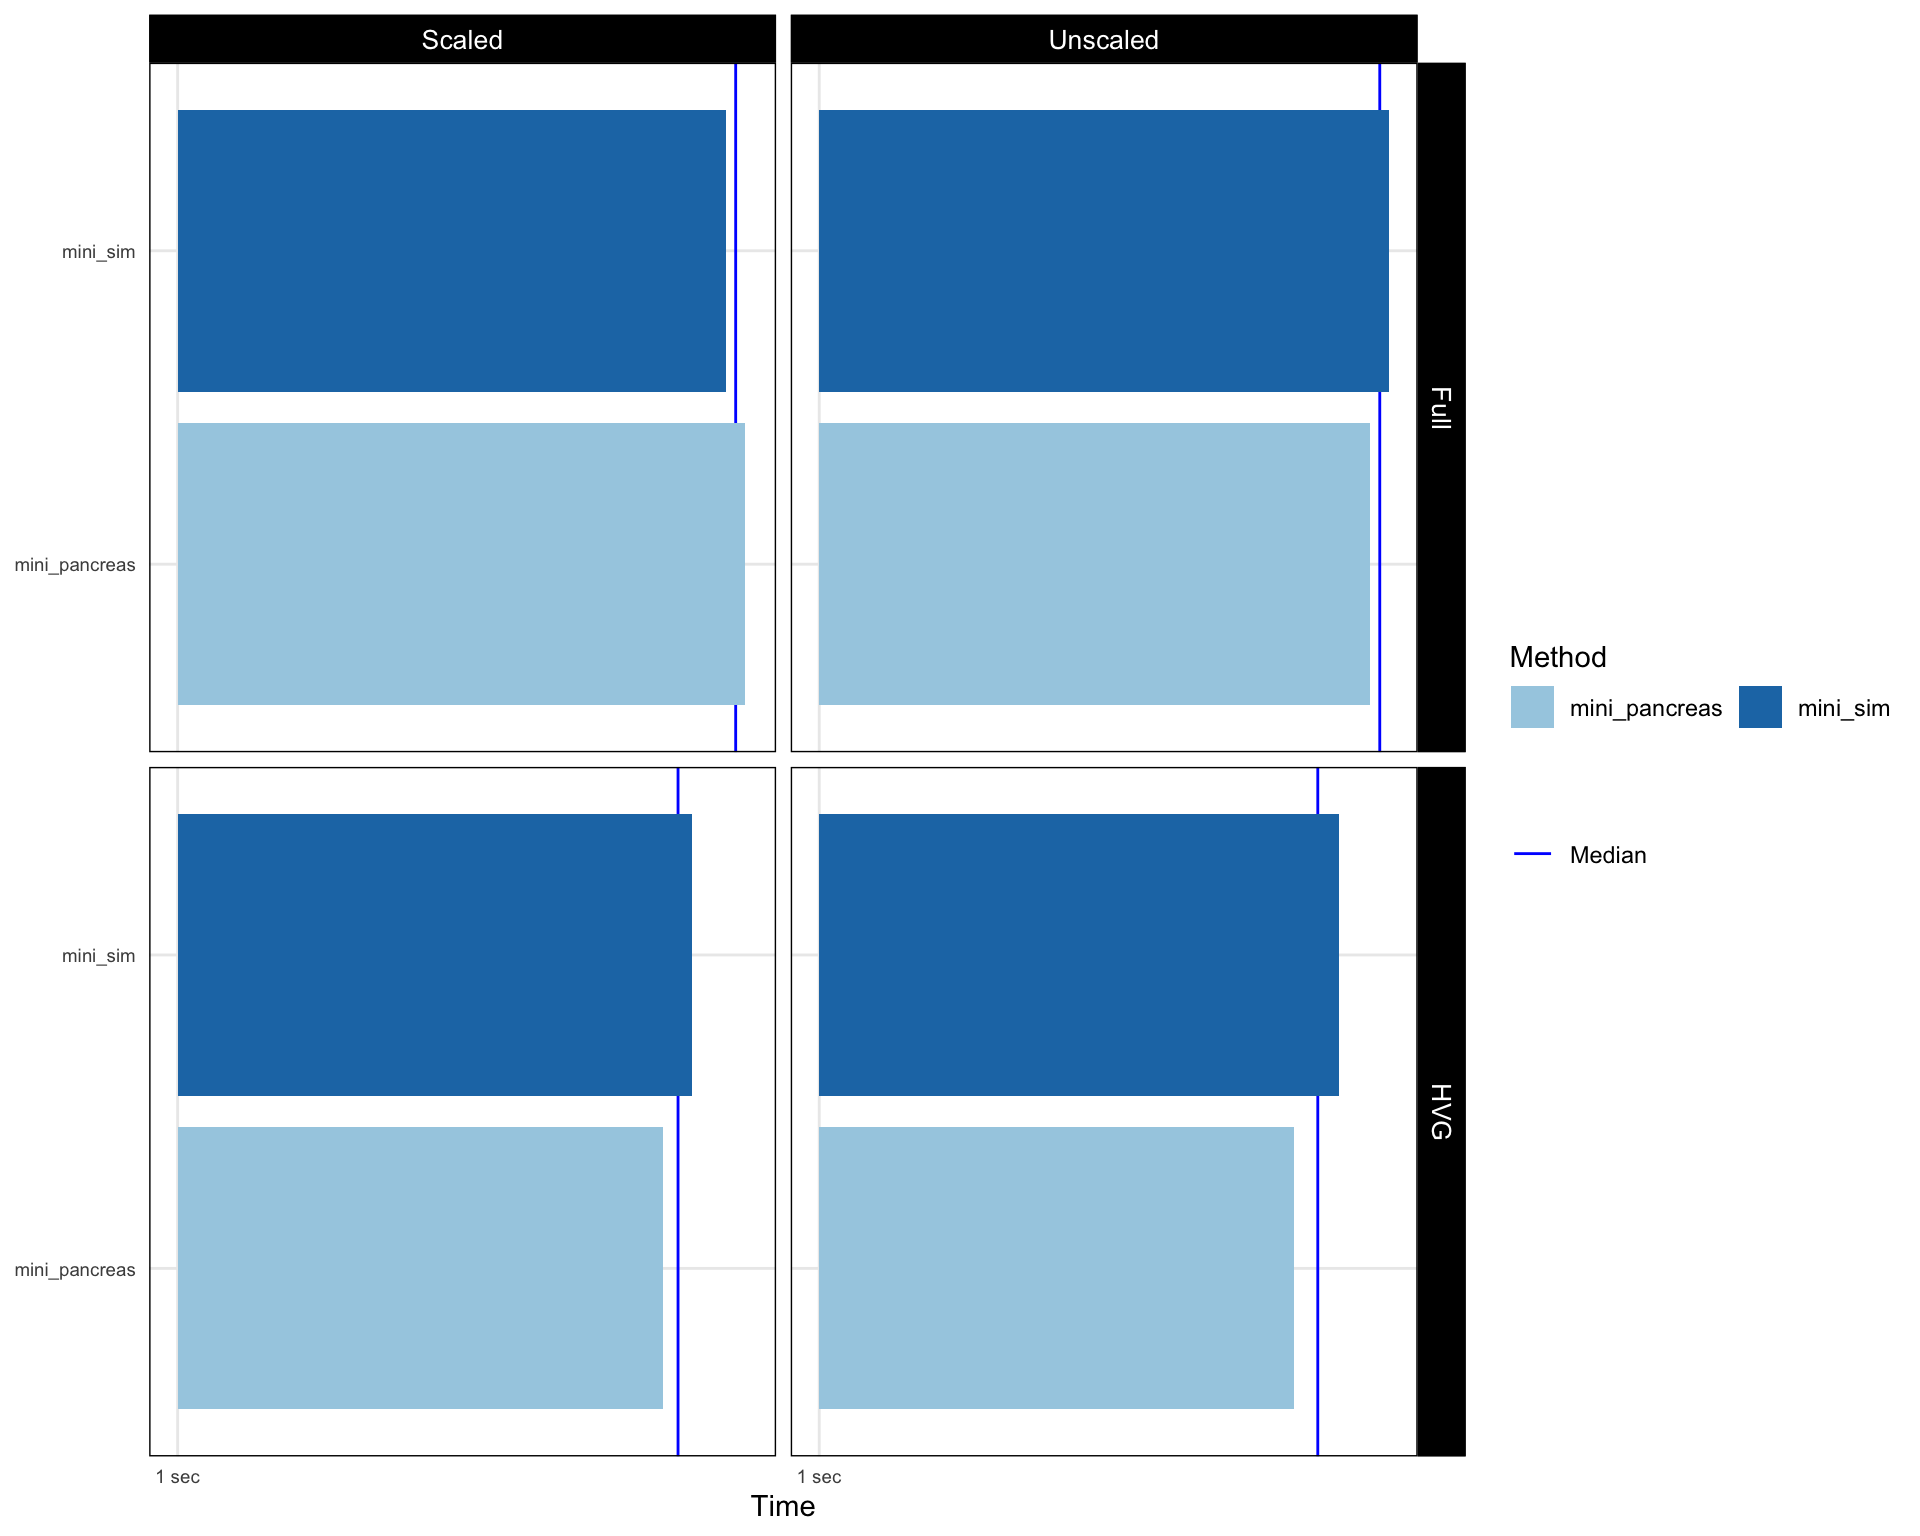 Scaled
Unscaled
mini_sim
mini_pancreas
Full
mini_sim
mini_pancreas
HVG
1 sec
1 sec
Time
Method
mini_pancreas
mini_sim
Median